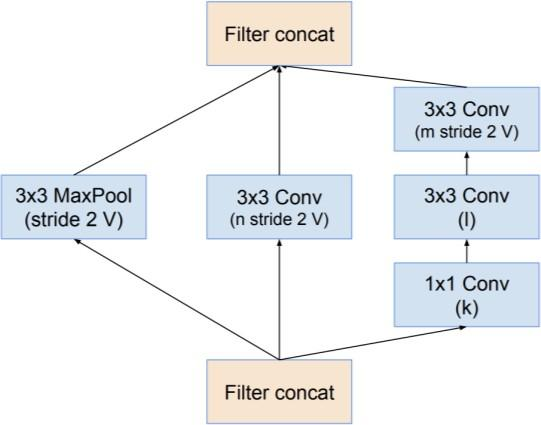 Filter concat
3x3 Conv
(m stride 2 V)
3x3 MaxPool
(stride 2 V)
3x3 Conv
(n stride 2 V)
3x3 Conv
(l)
1x1 Conv
(k)
Filter concat